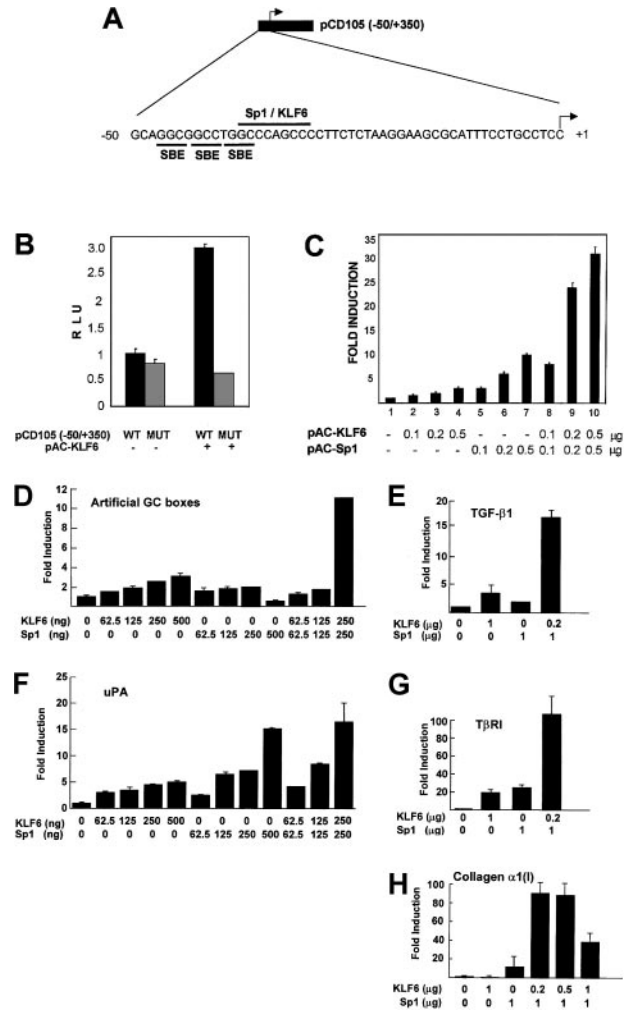 A
pCD105 (-50/+350)
Sp1 / KLF6
-50 GCAGGCGGCCTGGCCCAGCCCCTTCTCTAAGGAAGCGCATTTCCTGCCTCC +1
SBE SBE SBE
B
3.0
2.5
2
1.5
1
0.5
0
R L U
pCD105 (-50/+350) WT MUT WT MUT
pAC-KLF6 - - + +
C
35
30
25
20
15
10
5
FOLD INDUCTION
1 2 3 4 5 6 7 8 9 10
pAC-KLF6 - 0.1 0.2 0.5 - - - 0.1 0.2 0.5 µg
pAC-Sp1 - - - - 0.1 0.2 0.5 0.1 0.2 0.5 µg
D
Artificial GC boxes
12
10
8
6
4
2
0
Fold Induction
KLF6 (ng) 0 62.5 125 250 500 0 0 0 0 62.5 125 250
Sp1 (ng) 0 0 0 0 0 62.5 125 250 500 62.5 125 250
E
TGF-β1
20
15
10
5
Fold Induction
KLF6 (µg) 0 1 0 0.2
Sp1 (µg) 0 0 1 1
F
uPA
25
20
15
10
5
0
Fold Induction
KLF6 (ng) 0 62.5 125 250 500 0 0 0 0 62.5 125 250
Sp1 (ng) 0 0 0 0 0 62.5 125 250 500 62.5 125 250
G
TβRI
100
80
60
40
20
Fold Induction
KLF6 (µg) 0 1 0 0.2
Sp1 (µg) 0 0 1 1
H
Collagen α1(I)
100
80
60
40
20
Fold Induction
KLF6 (µg) 0 1 0 0.2 0.5 1
Sp1 (µg) 0 0 1 1 1 1